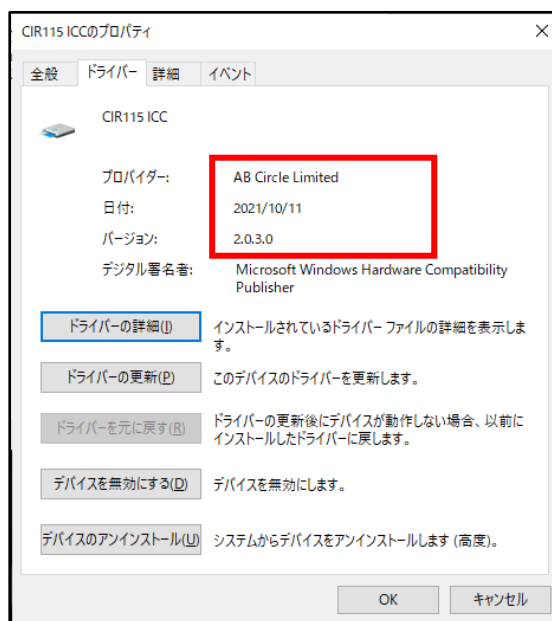 CIR115 ICCのプロパティ
全般 ドライバー 詳細 イベント
CIR115 ICC
プロバイダー: AB Circle Limited
日付: 2021/10/11
バージョン: 2.0.3.0
デジタル署名者: Microsoft Windows Hardware Compatibility
Publisher
ドライバーの詳細(I) インストールされているドライバー ファイルの詳細を表示しま
す。
ドライバーの更新(P) このデバイスのドライバーを更新します。
ドライバーを元に戻す(R) ドライバーの更新後にデバイスが動作しない場合、以前に
インストールしたドライバーに戻します。
デバイスを無効にする(D) デバイスを無効にします。
デバイスのアンインストール(U) システムからデバイスをアンインストールします (高度)。
OK キャンセル